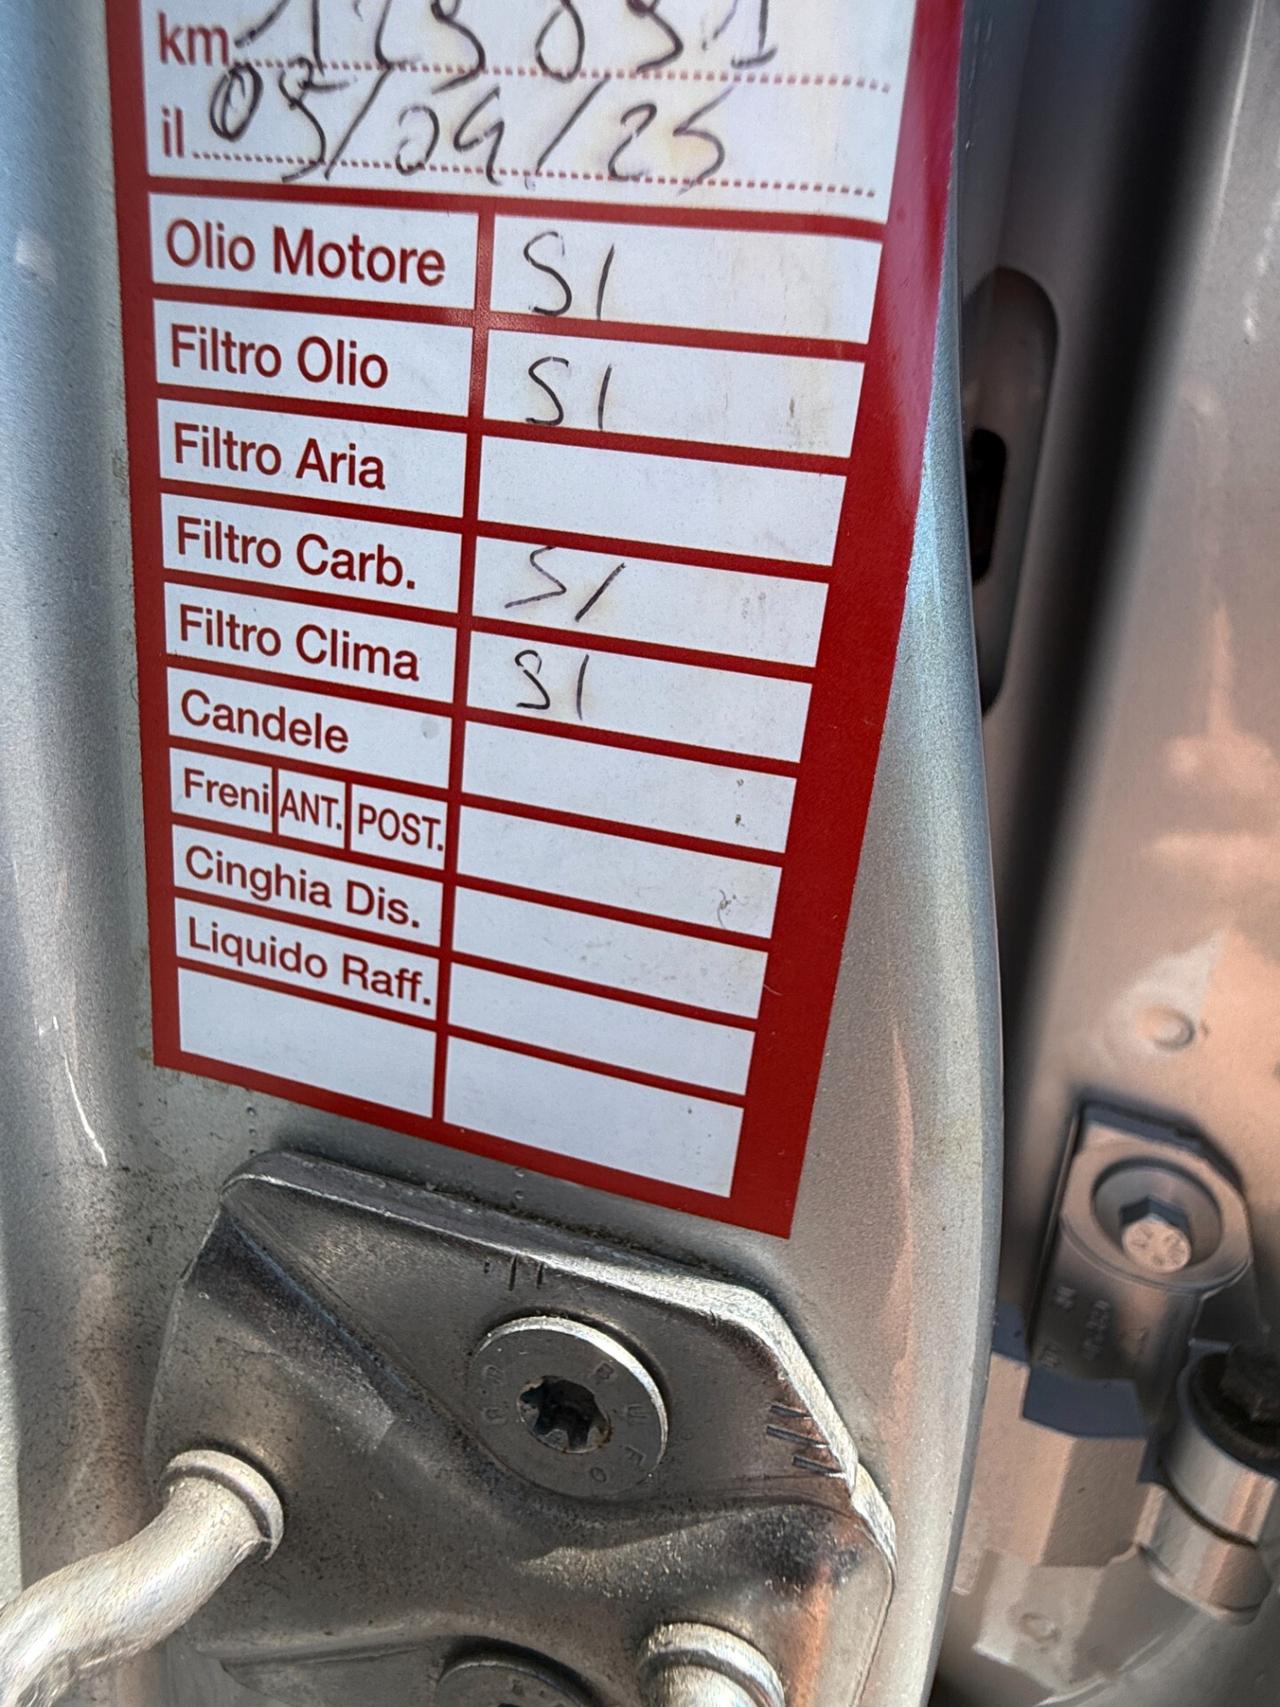 km
il 05/09/25
Olio Motore SI
Filtro Olio SI
Filtro Aria
Filtro Carb. SI
Filtro Clima SI
Candele
Freni ANT. POST.
Cinghia Dis.
Liquido Raff.